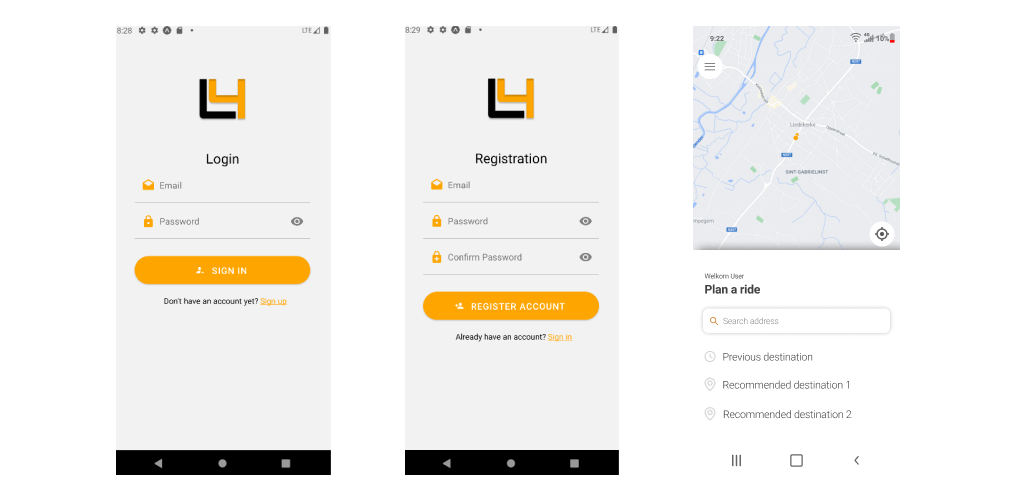 8:28
LTE
Login
Email
Password
SIGN IN
Don't have an account yet? Sign up
8:29
LTE
Registration
Email
Password
Confirm Password
REGISTER ACCOUNT
Already have an account? Sign in
9:22
10%
Liedekerke
SINT-GABRIELINST
Welkom User
Plan a ride
Search address
Previous destination
Recommended destination 1
Recommended destination 2